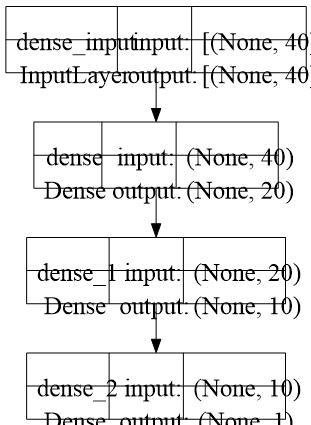 dense_input input: [(None, 40)
InputLayer output: [(None, 40)
dense input: (None, 40)
Dense output: (None, 20)
dense_1 input: (None, 20)
Dense output: (None, 10)
dense_2 input: (None, 10)
Dense output: (None, 1)